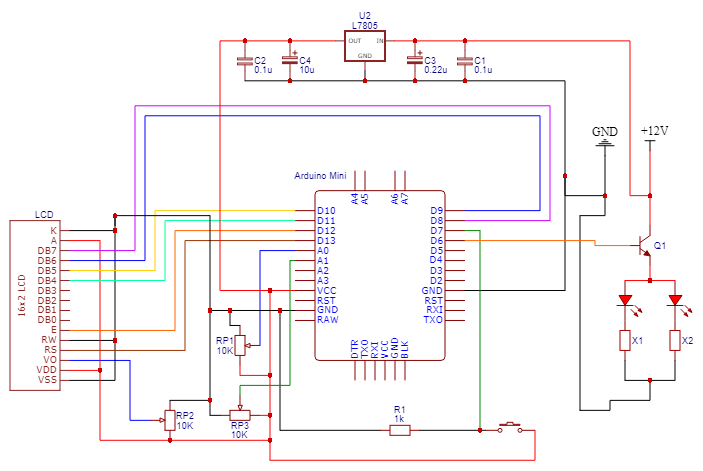 U2
L7805
OUT
IN
GND
C2
0.1u
C4
10u
C3
0.22u
C1
0.1u
GND
+12V
Arduino Mini
A4
A5
A6
A7
LCD
16x2 LCD
K
A
DB7
DB6
DB5
DB4
DB3
DB2
DB1
DB0
E
RW
RS
VO
VDD
VSS
D10
D11
D12
D13
A0
A1
A2
A3
VCC
RST
GND
RAW
D9
D8
D7
D6
D5
D4
D3
D2
GND
RST
RXI
TXO
DTR
TXO
RXI
VCC
GND
BLK
Q1
X1
X2
RP1
10K
RP2
10K
RP3
10K
R1
1k